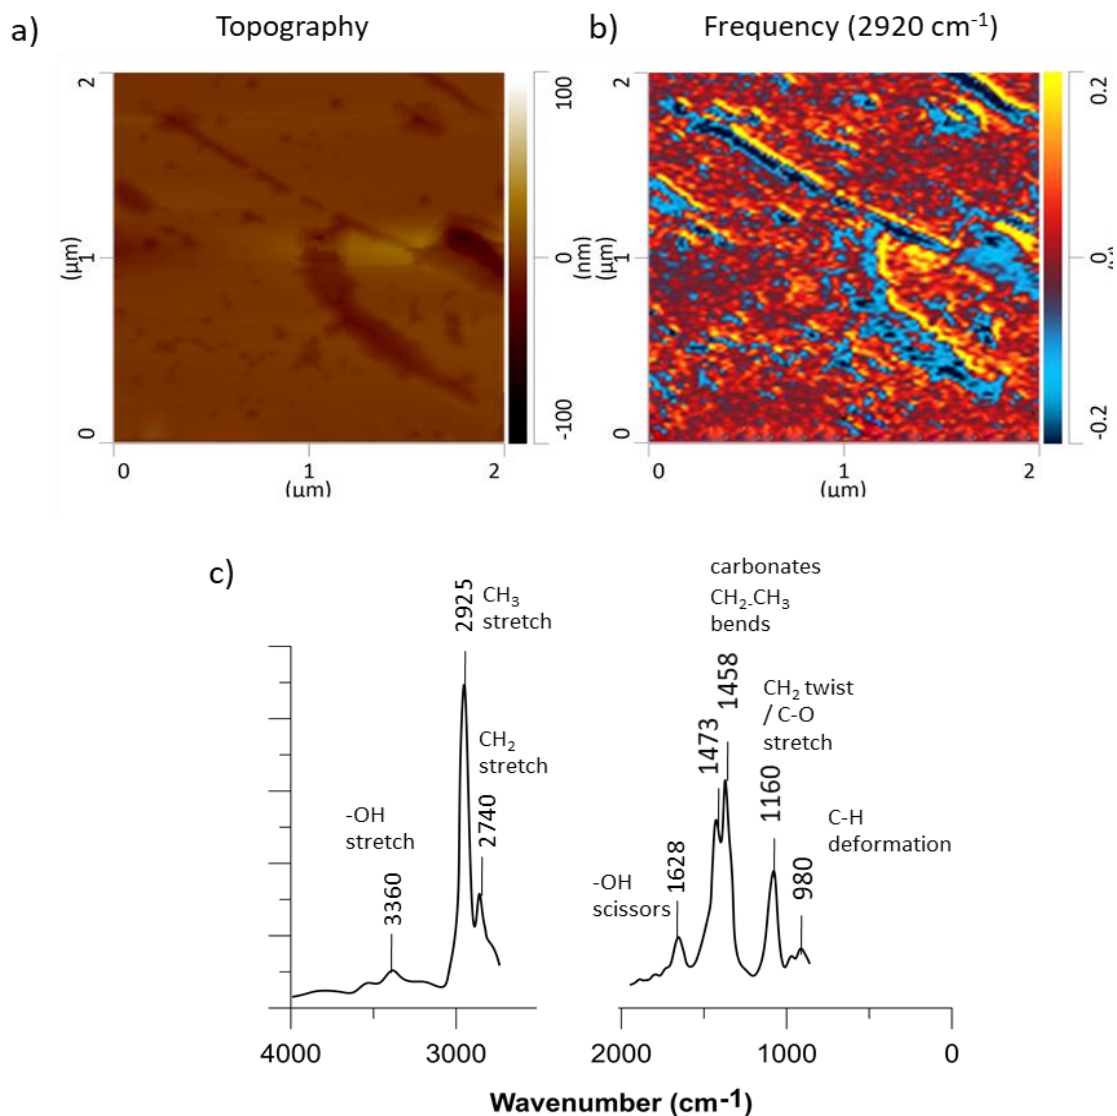 a)
Topography
b)
Frequency (2920 cm-1)
2
1
0
(μm)
0
1
2
(μm)
100
0
-100
(nm)
2
1
0
(μm)
0
1
2
(μm)
0.2
0
-0.2
c)
-OH
stretch
3360
2925
CH3
stretch
CH2
stretch
2740
carbonates
CH2-CH3
bends
-OH
scissors
1628
1473
1458
CH2 twist
/ C-O
stretch
1160
C-H
deformation
980
4000
3000
2000
1000
0
Wavenumber (cm-1)